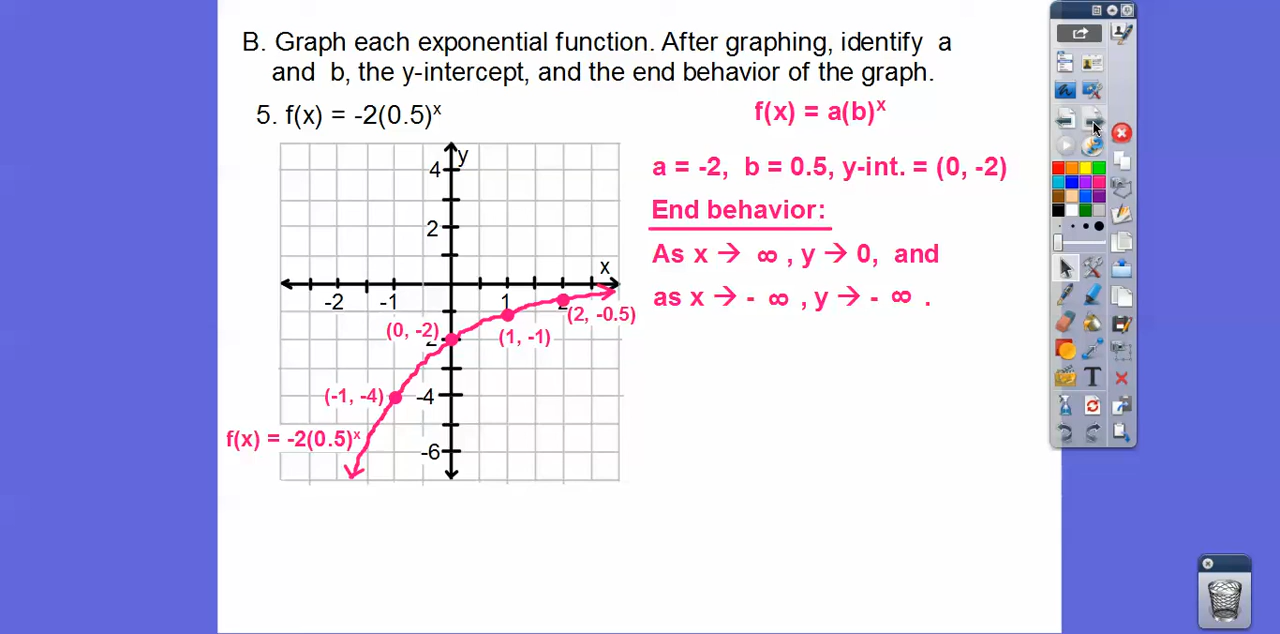 B. Graph each exponential function. After graphing, identify a
and b, the y-intercept, and the end behavior of the graph.
5. f(x) = -2(0.5)ˣ
f(x) = a(b)ˣ
a = -2, b = 0.5, y-int. = (0, -2)
End behavior:
As x → ∞ , y → 0, and
as x → - ∞ , y → - ∞ .
y
4
2
x
-2 -1 1 2
(2, -0.5)
(0, -2)
(1, -1)
2
(-1, -4)
-4
f(x) = -2(0.5)ˣ
-6
T